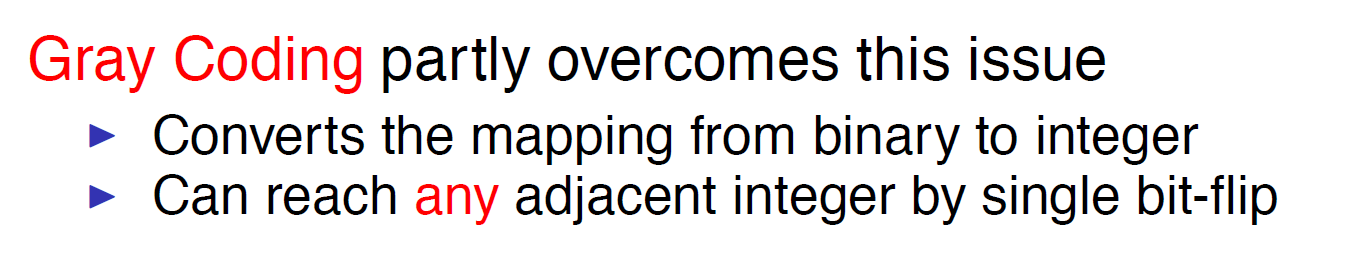 Gray Coding partly overcomes this issue
Converts the mapping from binary to integer
Can reach any adjacent integer by single bit-flip